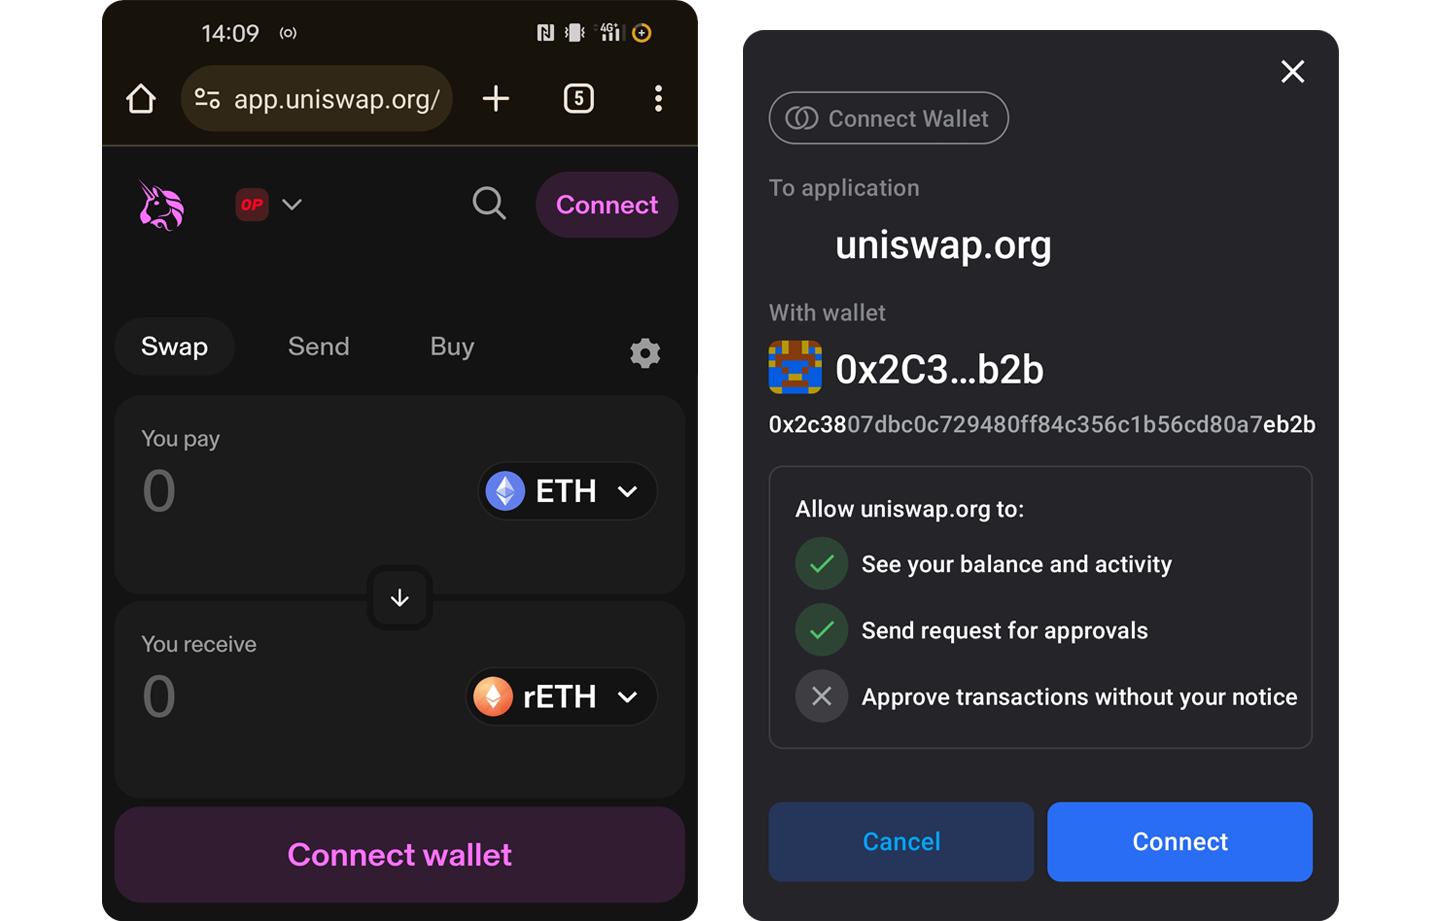 14:09
4G+
app.uniswap.org/
5
OP
Connect
Swap
Send
Buy
You pay
0
ETH
You receive
0
rETH
Connect wallet
Connect Wallet
To application
uniswap.org
With wallet
0x2C3...b2b
0x2c3807dbc0c729480ff84c356c1b56cd80a7eb2b
Allow uniswap.org to:
See your balance and activity
Send request for approvals
Approve transactions without your notice
Cancel
Connect